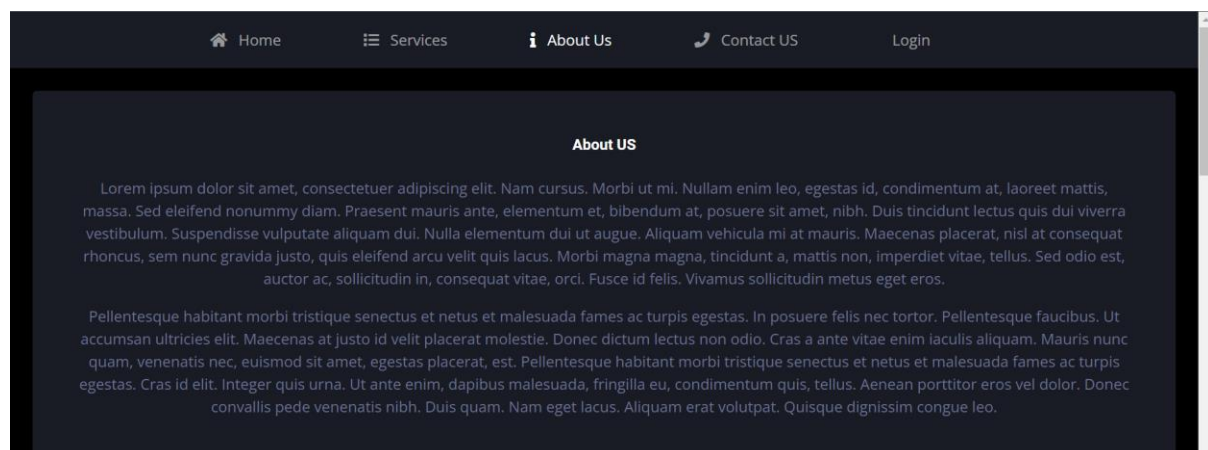 Home Services About Us Contact US Login
About US
Lorem ipsum dolor sit amet, consectetuer adipiscing elit. Nam cursus. Morbi ut mi. Nullam enim leo, egestas id, condimentum at, laoreet mattis,
massa. Sed eleifend nonummy diam. Praesent mauris ante, elementum et, bibendum at, posuere sit amet, nibh. Duis tincidunt lectus quis dui viverra
vestibulum. Suspendisse vulputate aliquam dui. Nulla elementum dui ut augue. Aliquam vehicula mi at mauris. Maecenas placerat, nisl at consequat
rhoncus, sem nunc gravida justo, quis eleifend arcu velit quis lacus. Morbi magna magna, tincidunt a, mattis non, imperdiet vitae, tellus. Sed odio est,
auctor ac, sollicitudin in, consequat vitae, orci. Fusce id felis. Vivamus sollicitudin metus eget eros.
Pellentesque habitant morbi tristique senectus et netus et malesuada fames ac turpis egestas. In posuere felis nec tortor. Pellentesque faucibus. Ut
accumsan ultricies elit. Maecenas at justo id velit placerat molestie. Donec dictum lectus non odio. Cras a ante vitae enim iaculis aliquam. Mauris nunc
quam, venenatis nec, euismod sit amet, egestas placerat, est. Pellentesque habitant morbi tristique senectus et netus et malesuada fames ac turpis
egestas. Cras id elit. Integer quis urna. Ut ante enim, dapibus malesuada, fringilla eu, condimentum quis, tellus. Aenean porttitor eros vel dolor. Donec
convallis pede venenatis nibh. Duis quam. Nam eget lacus. Aliquam erat volutpat. Quisque dignissim congue leo.